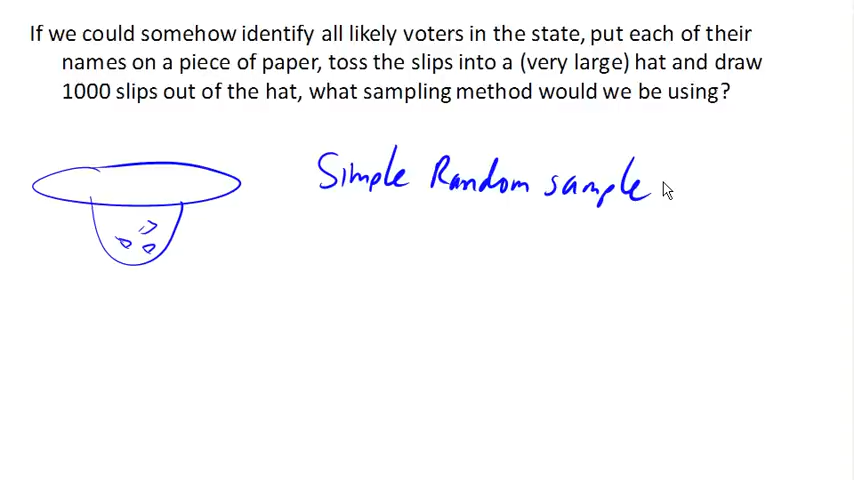 If we could somehow identify all likely voters in the state, put each of their
names on a piece of paper, toss the slips into a (very large) hat and draw
1000 slips out of the hat, what sampling method would we be using?
Simple Random sample